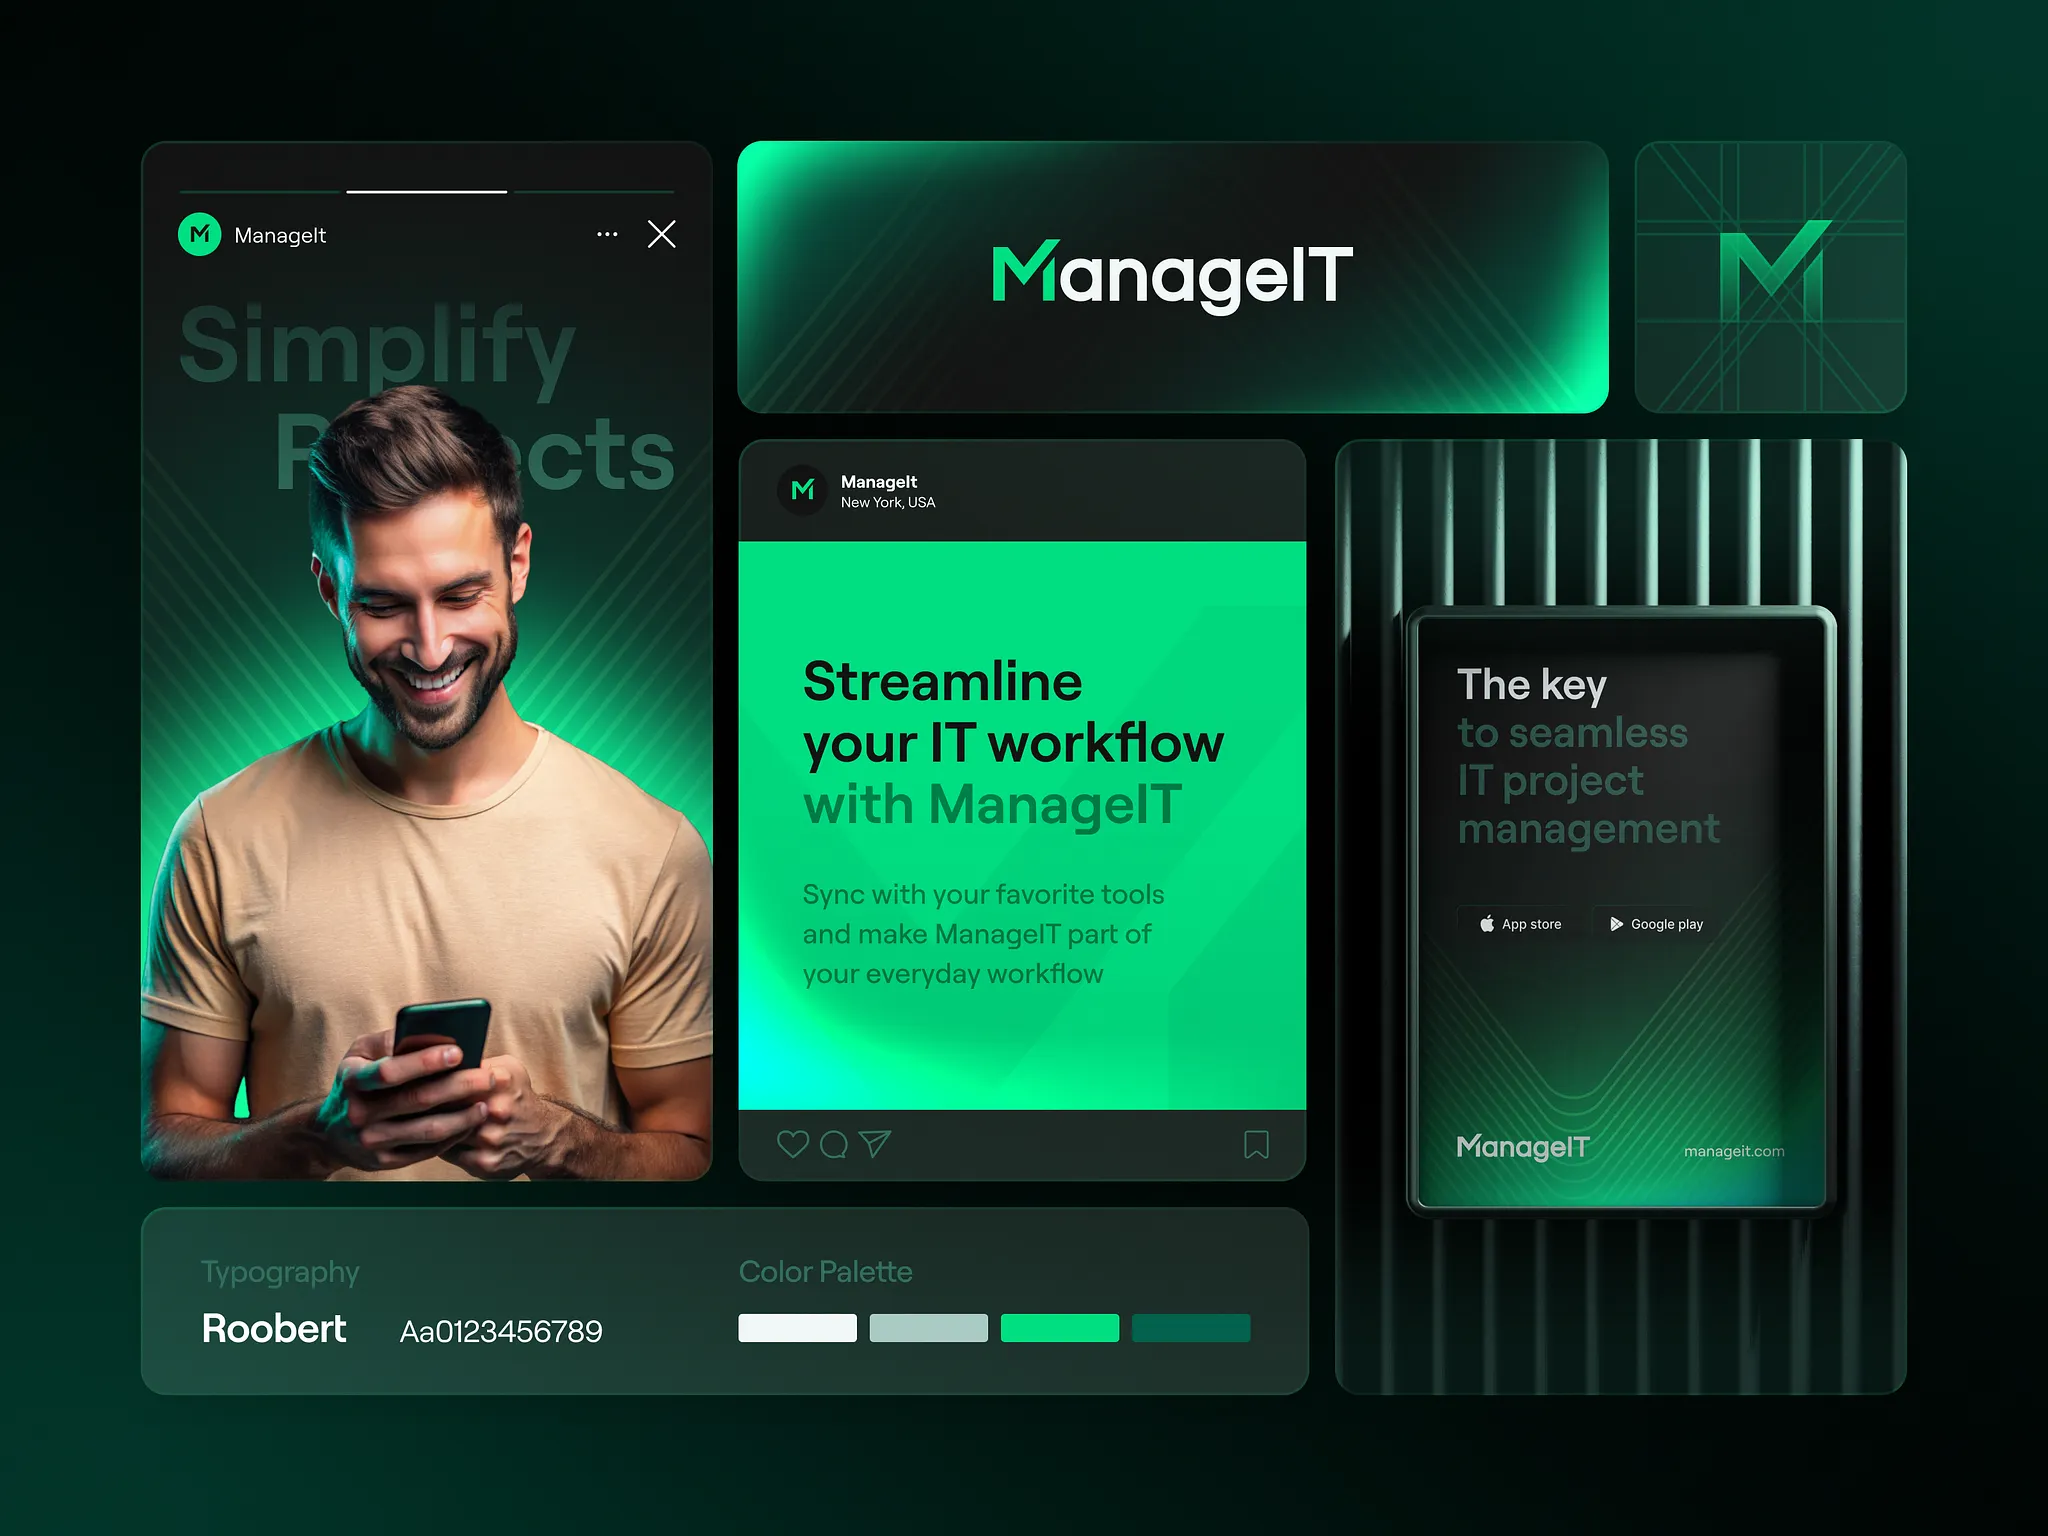 ManageIt
Simplify
Projects
ManageIT
ManageIt
New York, USA
Streamline
your IT workflow
with ManageIT
Sync with your favorite tools
and make ManageIT part of
your everyday workflow
The key
to seamless
IT project
management
App store
Google play
ManageIT
manageit.com
Typography
Roobert
Aa0123456789
Color Palette